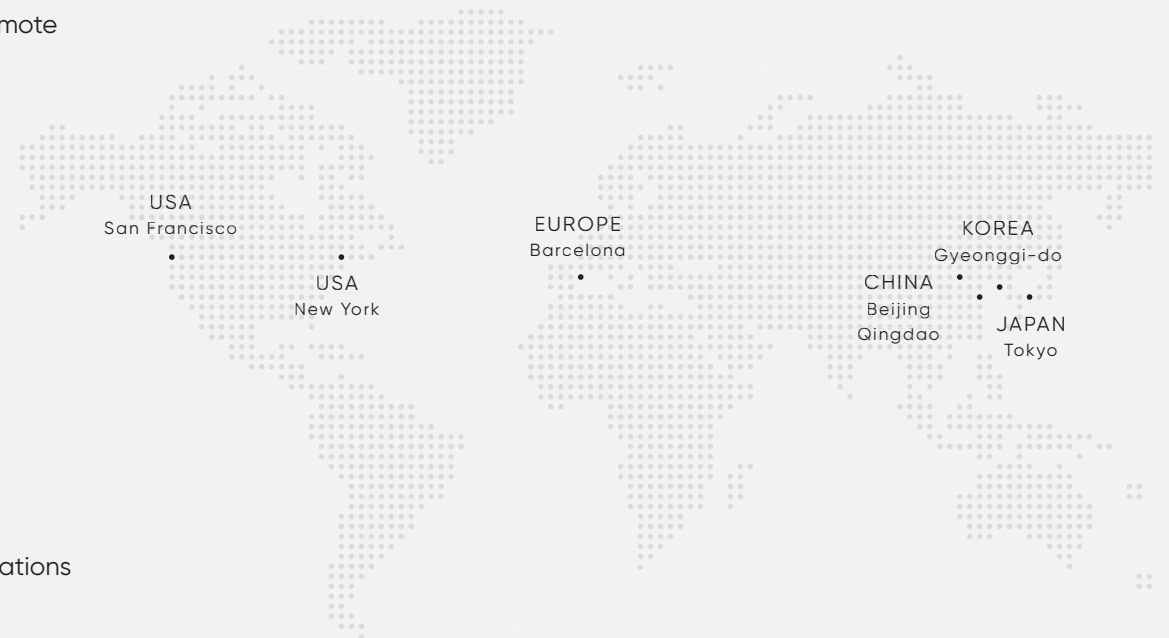 mote
USA
San Francisco
USA
New York
EUROPE
Barcelona
KOREA
Gyeonggi-do
CHINA
Beijing
Qingdao
JAPAN
Tokyo
ations